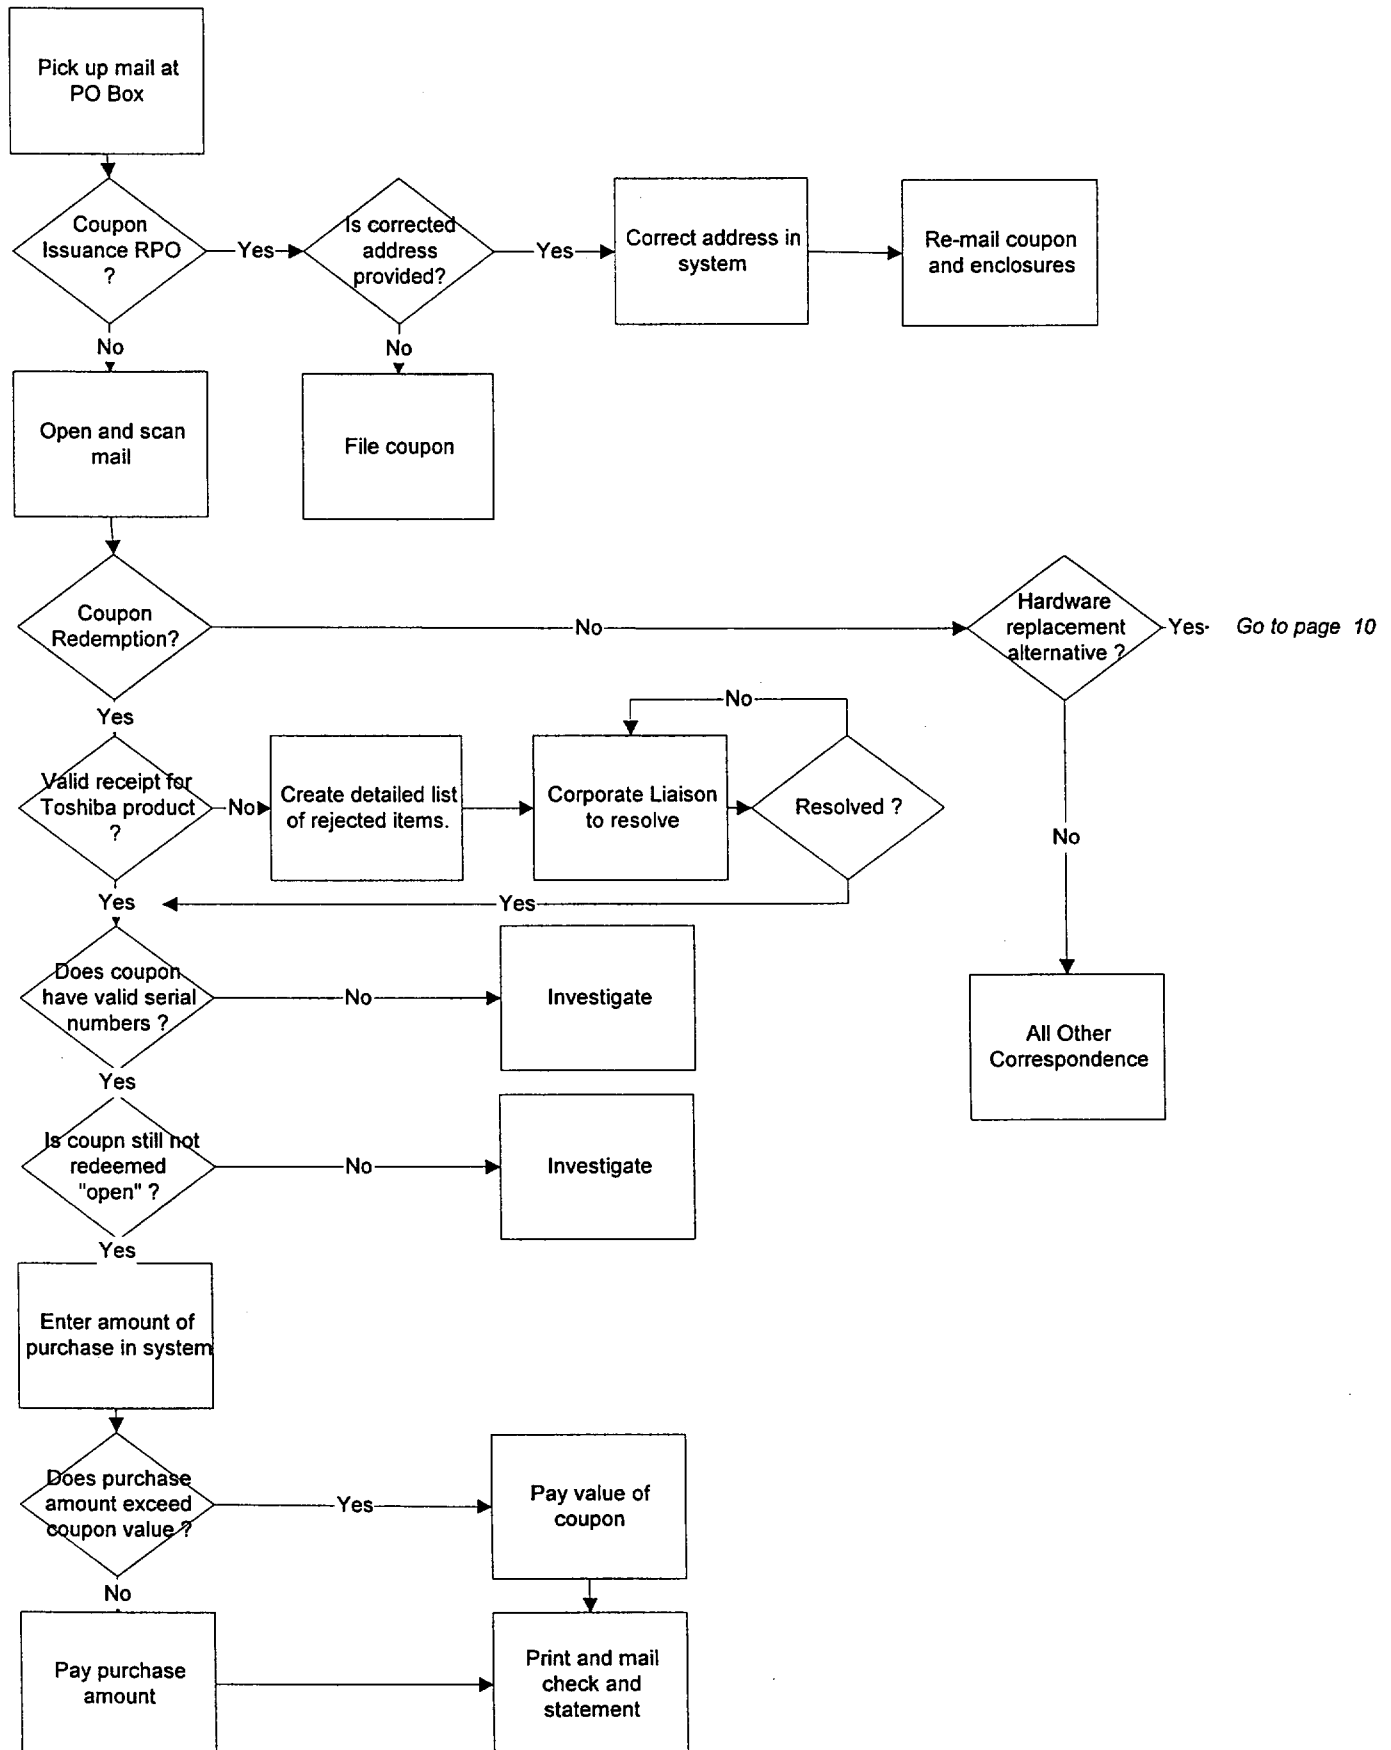 Pick up mail at
PO Box
Coupon
Issuance RPO
?
Yes
Is corrected
address
provided?
Yes
Correct address in
system
Re-mail coupon
and enclosures
No
No
Open and scan
mail
File coupon
Coupon
Redemption?
No
Hardware
replacement
alternative ?
Yes
Go to page 10
Yes
No
Valid receipt for
Toshiba product
?
No
Create detailed list
of rejected items.
Corporate Liaison
to resolve
Resolved ?
No
Yes
Yes
Does coupon
have valid serial
numbers ?
No
Investigate
All Other
Correspondence
Yes
Is coupn still not
redeemed
"open" ?
No
Investigate
Yes
Enter amount of
purchase in system
Does purchase
amount exceed
coupon value ?
Yes
Pay value of
coupon
No
Pay purchase
amount
Print and mail
check and
statement